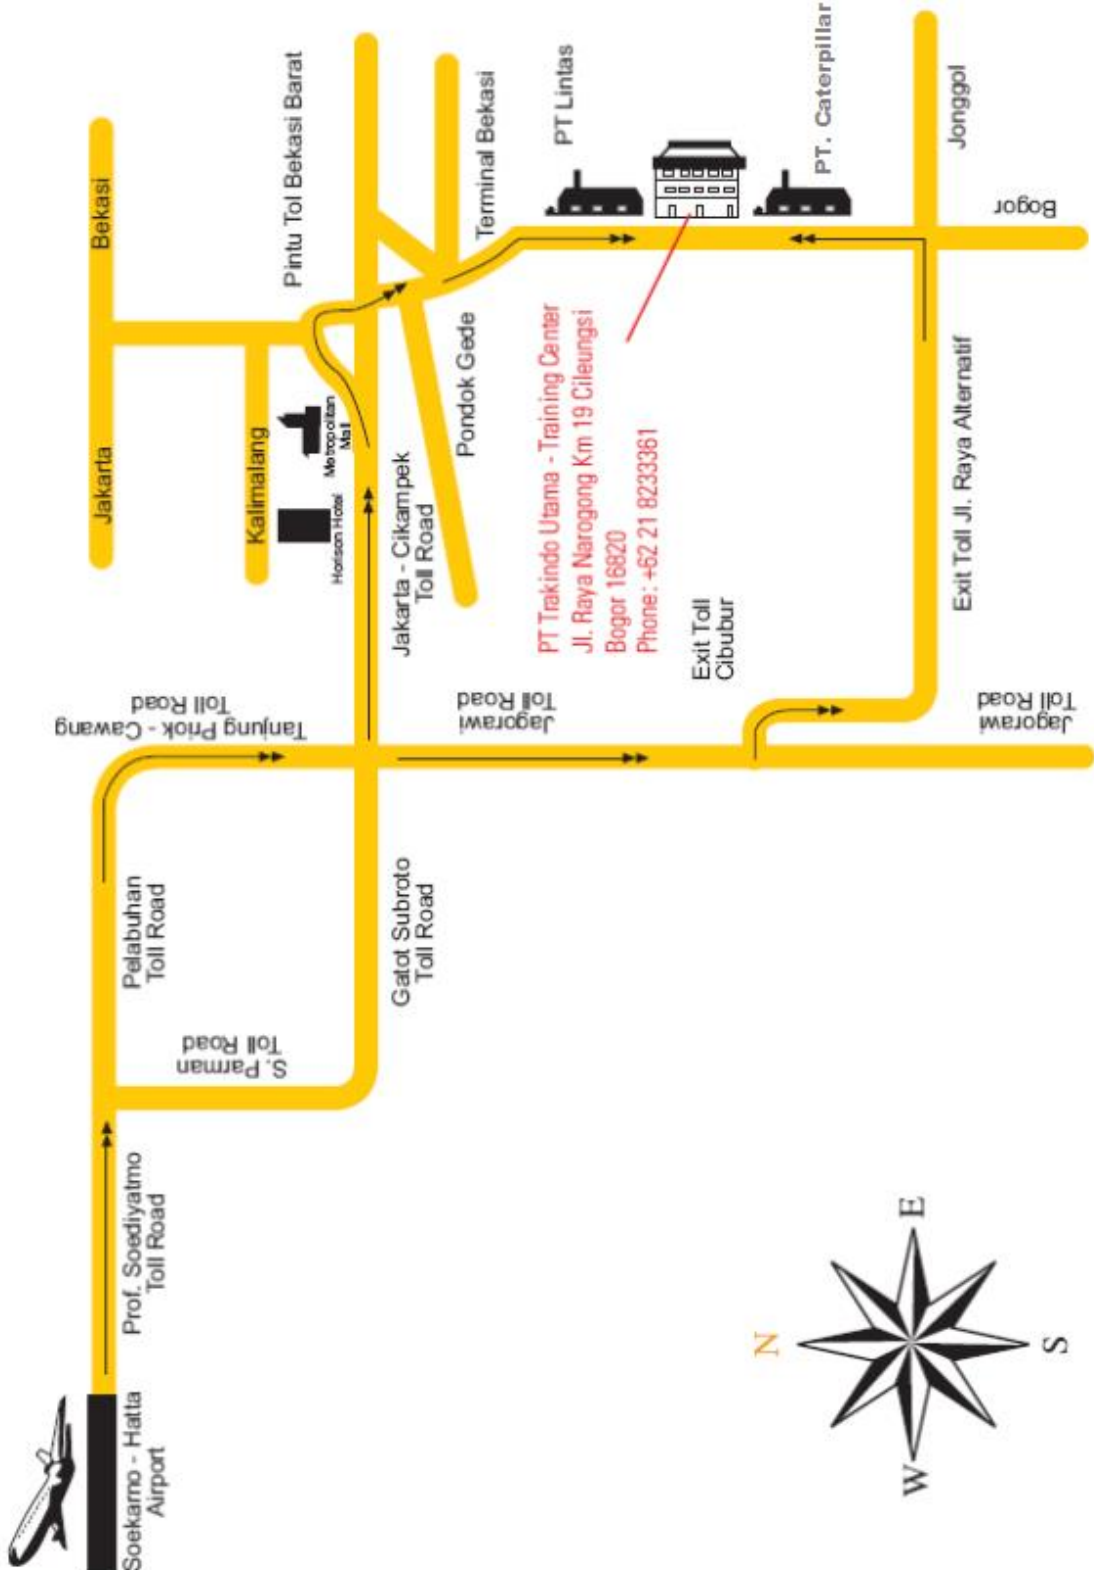 Soekarno - Hatta
Airport
Prof. Soediyatmo
Toll Road
S. Parman
Toll Road
Pelabuhan
Toll Road
Gatot Subroto
Toll Road
Tanjung Priok - Cawang
Toll Road
Jagorawi
Toll Road
Jagorawi
Toll Road
Exit Toll
Cibubur
Exit Toll Jl. Raya Alternatif
Jakarta
Bekasi
Kalimalang
Horison Hotel
Metropolitan
Mall
Jakarta - Cikampek
Toll Road
Pintu Tol Bekasi Barat
Pondok Gede
Terminal Bekasi
PT Lintas
PT. Caterpillar
Jonggol
Bogor
PT Trakindo Utama - Training Center
Jl. Raya Narogong Km 19 Cileungsi
Bogor 16820
Phone: +62 21 8233361
N
E
S
W